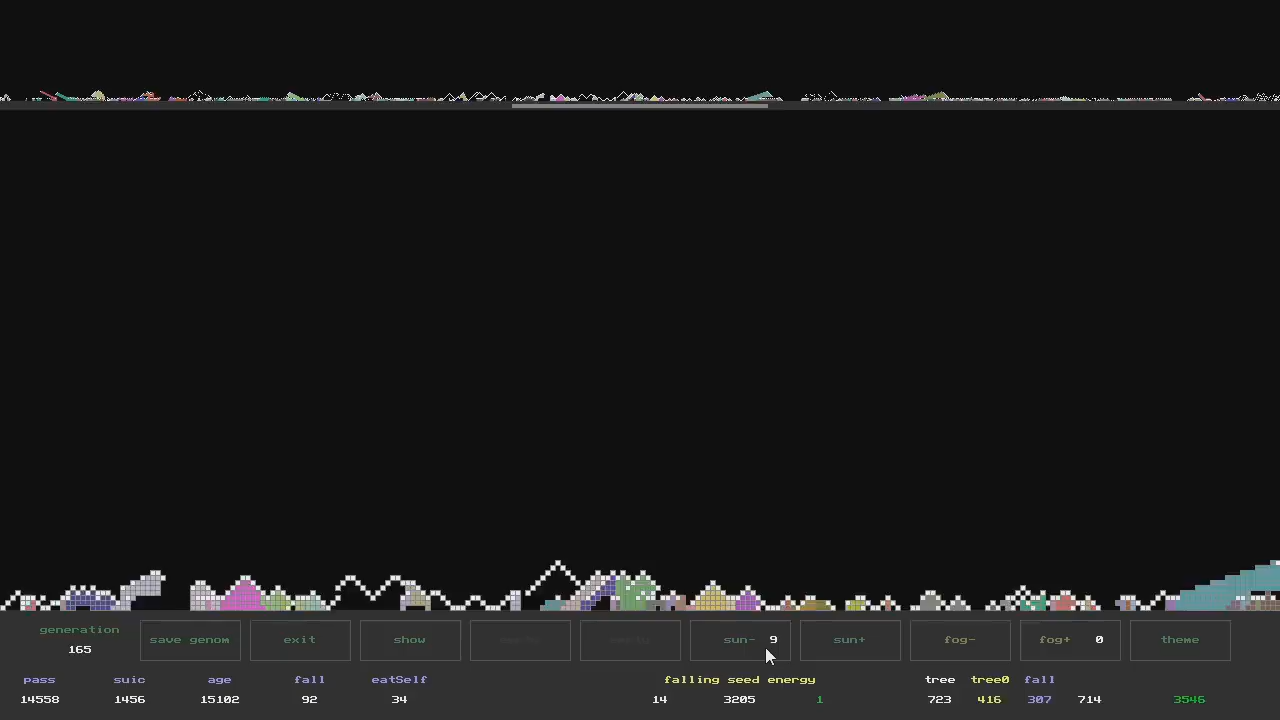 generation
165
save genom
exit
show
sun- 9
sun+
fog-
fog+ 0
theme
pass suic age fall eatSelf falling seed energy tree tree0 fall
14558 1456 15102 92 34 14 3205 1 723 416 307 714 3546